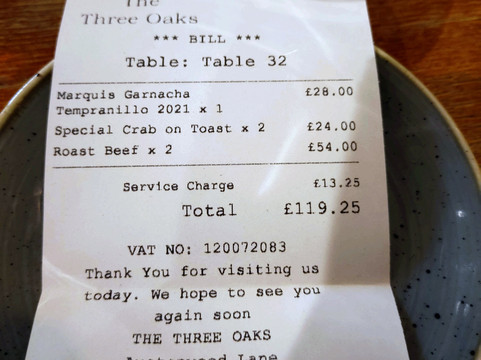 The
Three Oaks
*** BILL ***
Table: Table 32
Marquis Garnacha £28.00
Tempranillo 2021 x 1
Special Crab on Toast x 2 £24.00
Roast Beef x 2 £54.00
Service Charge £13.25
Total £119.25
VAT NO: 120072083
Thank You for visiting us
today. We hope to see you
again soon
THE THREE OAKS
Lane